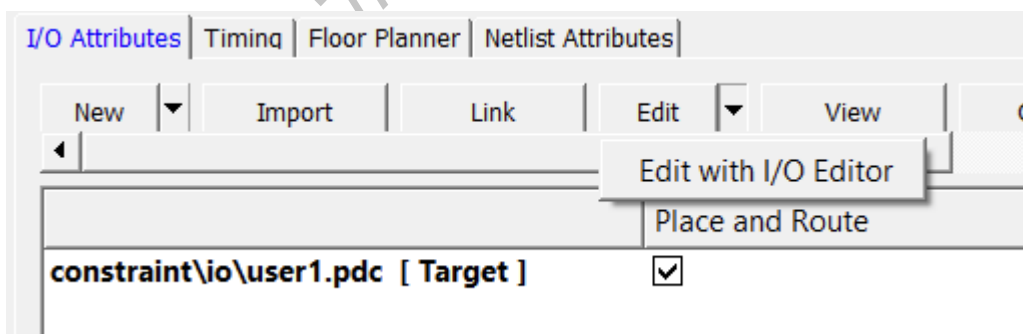 I/O Attributes Timing Floor Planner Netlist Attributes
New Import Link Edit View
Edit with I/O Editor
Place and Route
constraint\io\user1.pdc [ Target ]